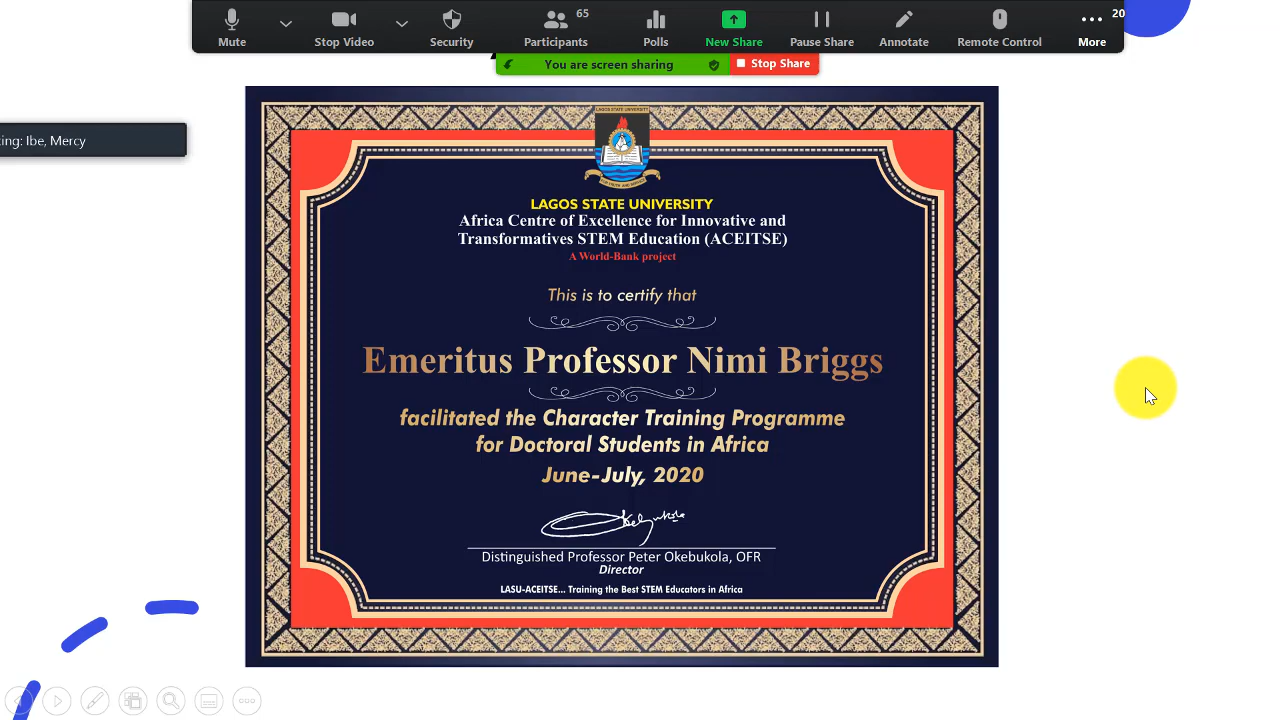 65
20
Mute
Stop Video
Security
Participants
Polls
New Share
Pause Share
Annotate
Remote Control
More
You are screen sharing
Stop Share
ing: Ibe, Mercy
LAGOS STATE UNIVERSITY
LAGOS STATE UNIVERSITY
Africa Centre of Excellence for Innovative and
Transformatives STEM Education (ACEITSE)
A World-Bank project
This is to certify that
Emeritus Professor Nimi Briggs
facilitated the Character Training Programme
for Doctoral Students in Africa
June-July, 2020
Distinguished Professor Peter Okebukola, OFR
Director
LASU-ACEITSE... Training the Best STEM Educators in Africa